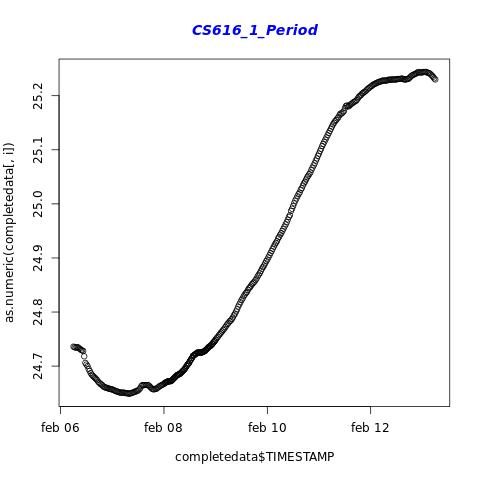 CS616_1_Period
as.numeric(completedata[, i])
25.2
25.1
25.0
24.9
24.8
24.7
feb 06 feb 08 feb 10 feb 12
completedata$TIMESTAMP